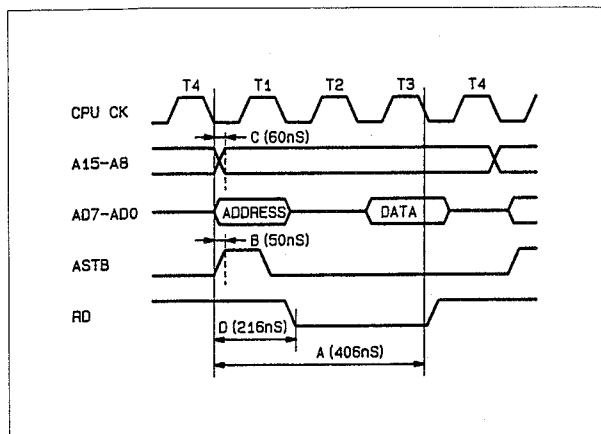 T4 T1 T2 T3 T4
CPU CK
C (60nS)
A15-A8
AD7-AD0 ADDRESS DATA
B (50nS)
ASTB
RD
D (216nS)
A (406nS)